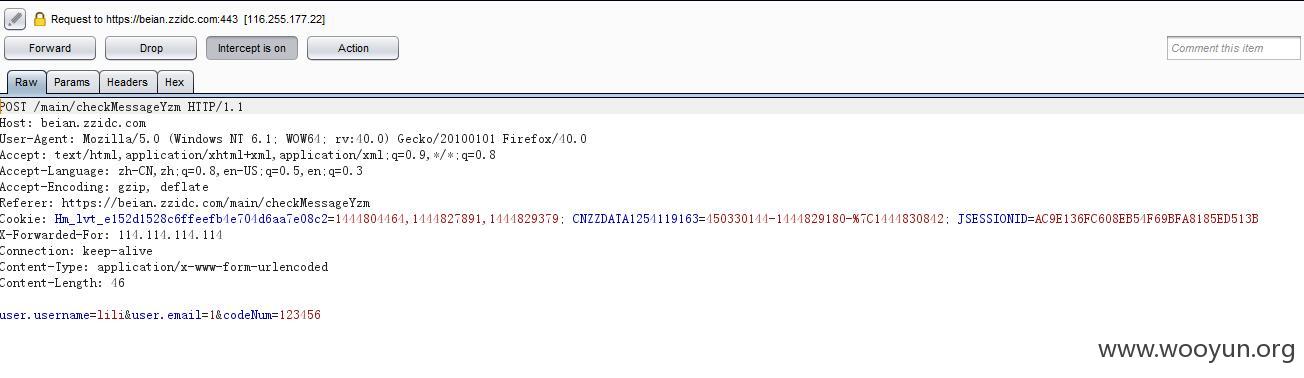 Request to https://beian.zzidc.com:443 [116.255.177.22]
Forward Drop Intercept is on Action Comment this item
Raw Params Headers Hex
POST /main/checkMessageYzm HTTP/1.1
Host: beian.zzidc.com
User-Agent: Mozilla/5.0 (Windows NT 6.1; WOW64; rv:40.0) Gecko/20100101 Firefox/40.0
Accept: text/html,application/xhtml+xml,application/xml;q=0.9,*/*;q=0.8
Accept-Language: zh-CN,zh;q=0.8,en-US;q=0.5,en;q=0.3
Accept-Encoding: gzip, deflate
Referer: https://beian.zzidc.com/main/checkMessageYzm
Cookie: Hm_lvt_e152d1528c6ffeefb4e704d6aa7e08c2=1444804464,1444827891,1444829379; CNZZDATA1254119163=450330144-1444829180-%7C1444830842; JSESSIONID=AC9E136FC608EB54F69BFA8185ED513B
X-Forwarded-For: 114.114.114.114
Connection: keep-alive
Content-Type: application/x-www-form-urlencoded
Content-Length: 46
user.username=lili&user.email=1&codeNum=123456
www.wooyun.org